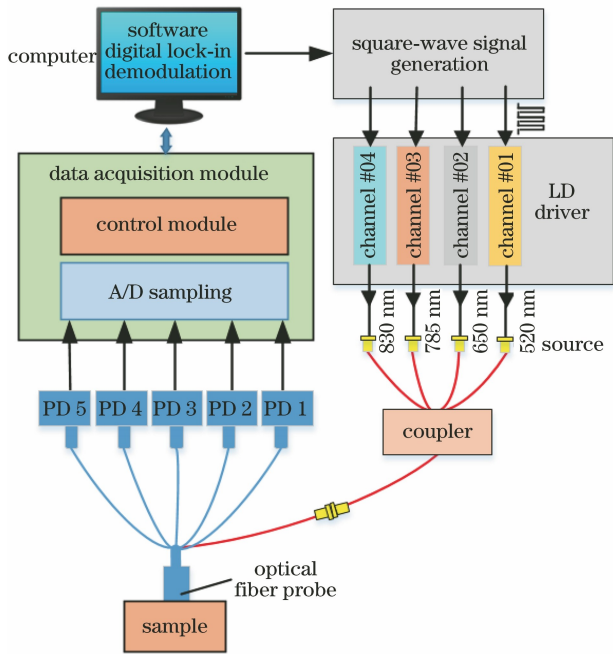 computer
software
digital lock-in
demodulation
square-wave signal
generation
data acquisition module
control module
A/D sampling
channel #04
channel #03
channel #02
channel #01
LD
driver
830 nm
785 nm
650 nm
520 nm
source
PD 5
PD 4
PD 3
PD 2
PD 1
coupler
optical
fiber probe
sample